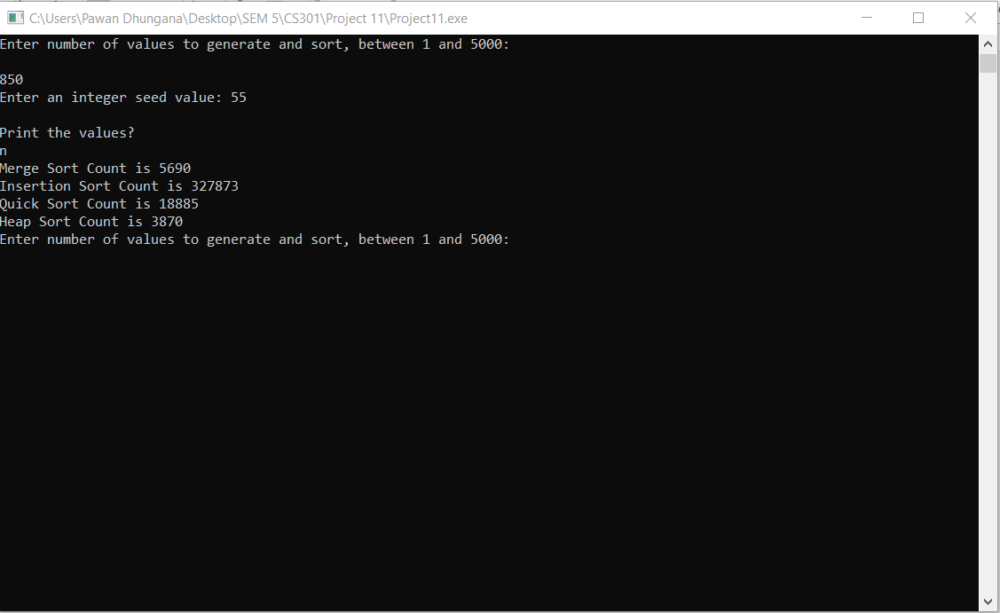 C:\Users\Pawan Dhungana\Desktop\SEM 5\CS301\Project 11\Project11.exe
Enter number of values to generate and sort, between 1 and 5000:
850
Enter an integer seed value: 55
Print the values?
n
Merge Sort Count is 5690
Insertion Sort Count is 327873
Quick Sort Count is 18885
Heap Sort Count is 3870
Enter number of values to generate and sort, between 1 and 5000: